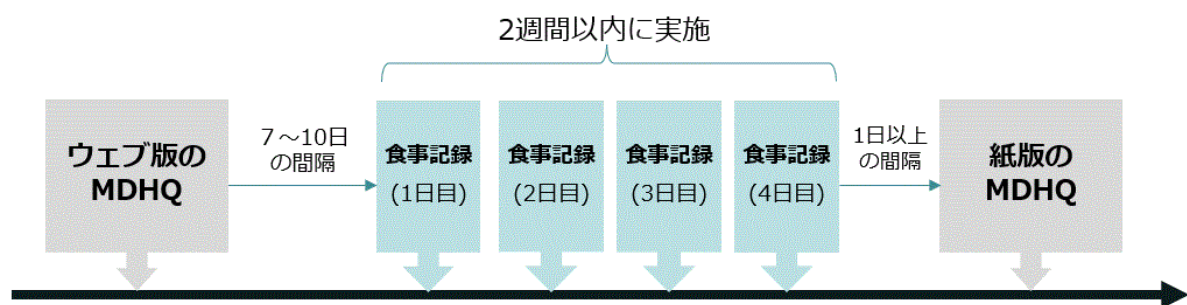 2週間以内に実施
ウェブ版の
MDHQ
7～10日
の間隔
食事記録
(1日目)
食事記録
(2日目)
食事記録
(3日目)
食事記録
(4日目)
1日以上
の間隔
紙版の
MDHQ